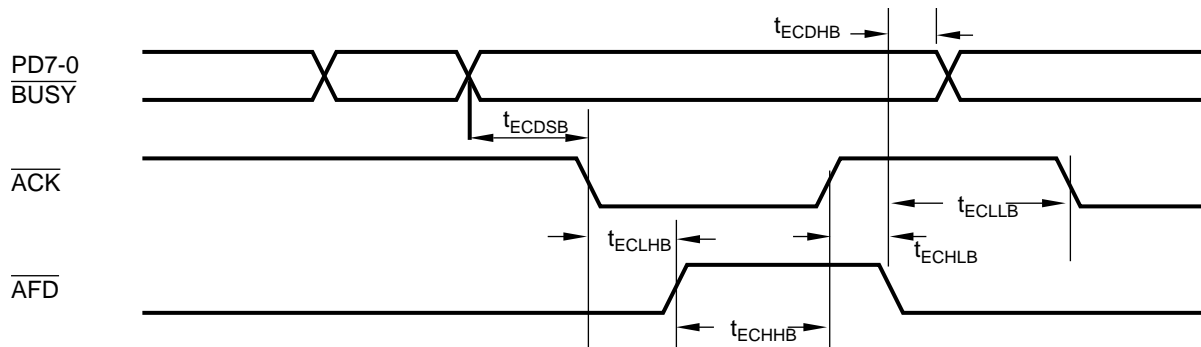 tECDHB
PD7-0
BUSY
tECDSB
ACK
tECLLB
tECLHB
tECHLB
AFD
tECHHB